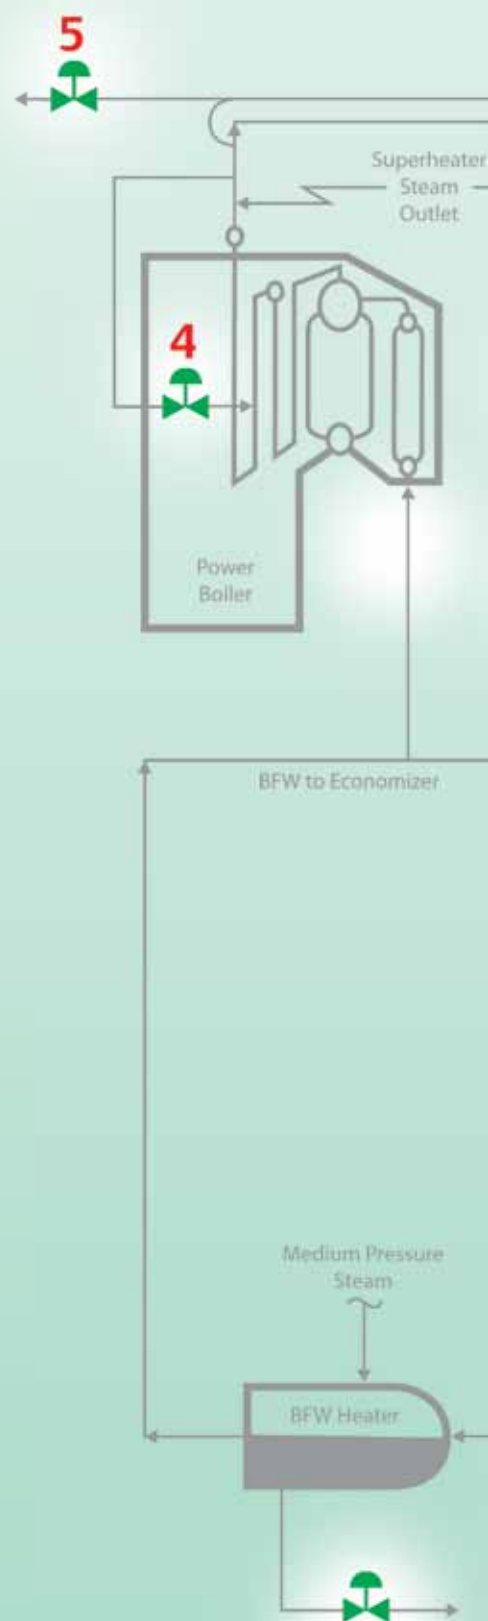 5
Superheater
Steam
Outlet
4
Power
Boiler
BFW to Economizer
Medium Pressure
Steam
BFW Heater